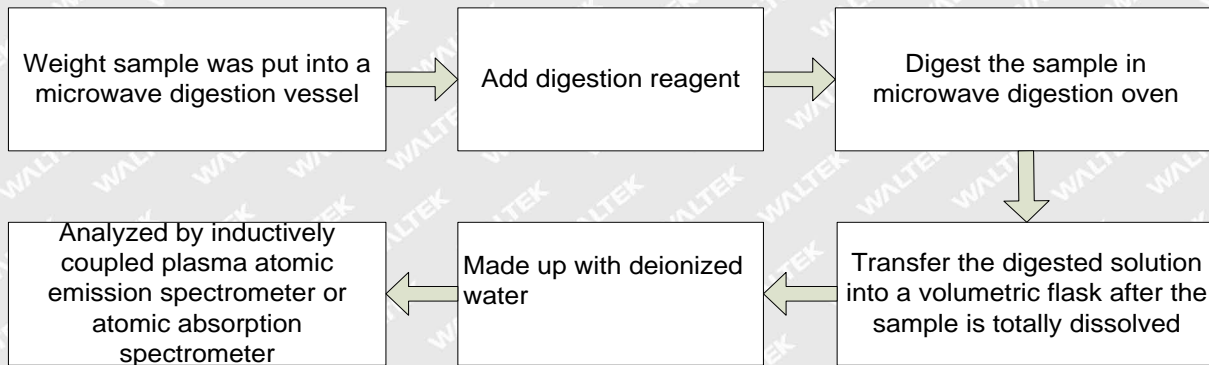 Weight sample was put into a
microwave digestion vessel
Add digestion reagent
Digest the sample in
microwave digestion oven
Transfer the digested solution
into a volumetric flask after the
sample is totally dissolved
Made up with deionized
water
Analyzed by inductively
coupled plasma atomic
emission spectrometer or
atomic absorption
spectrometer
WALTEK